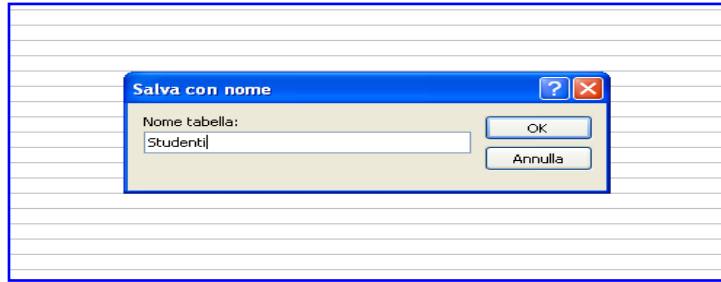 Salva con nome
Nome tabella:
Studenti
OK
Annulla